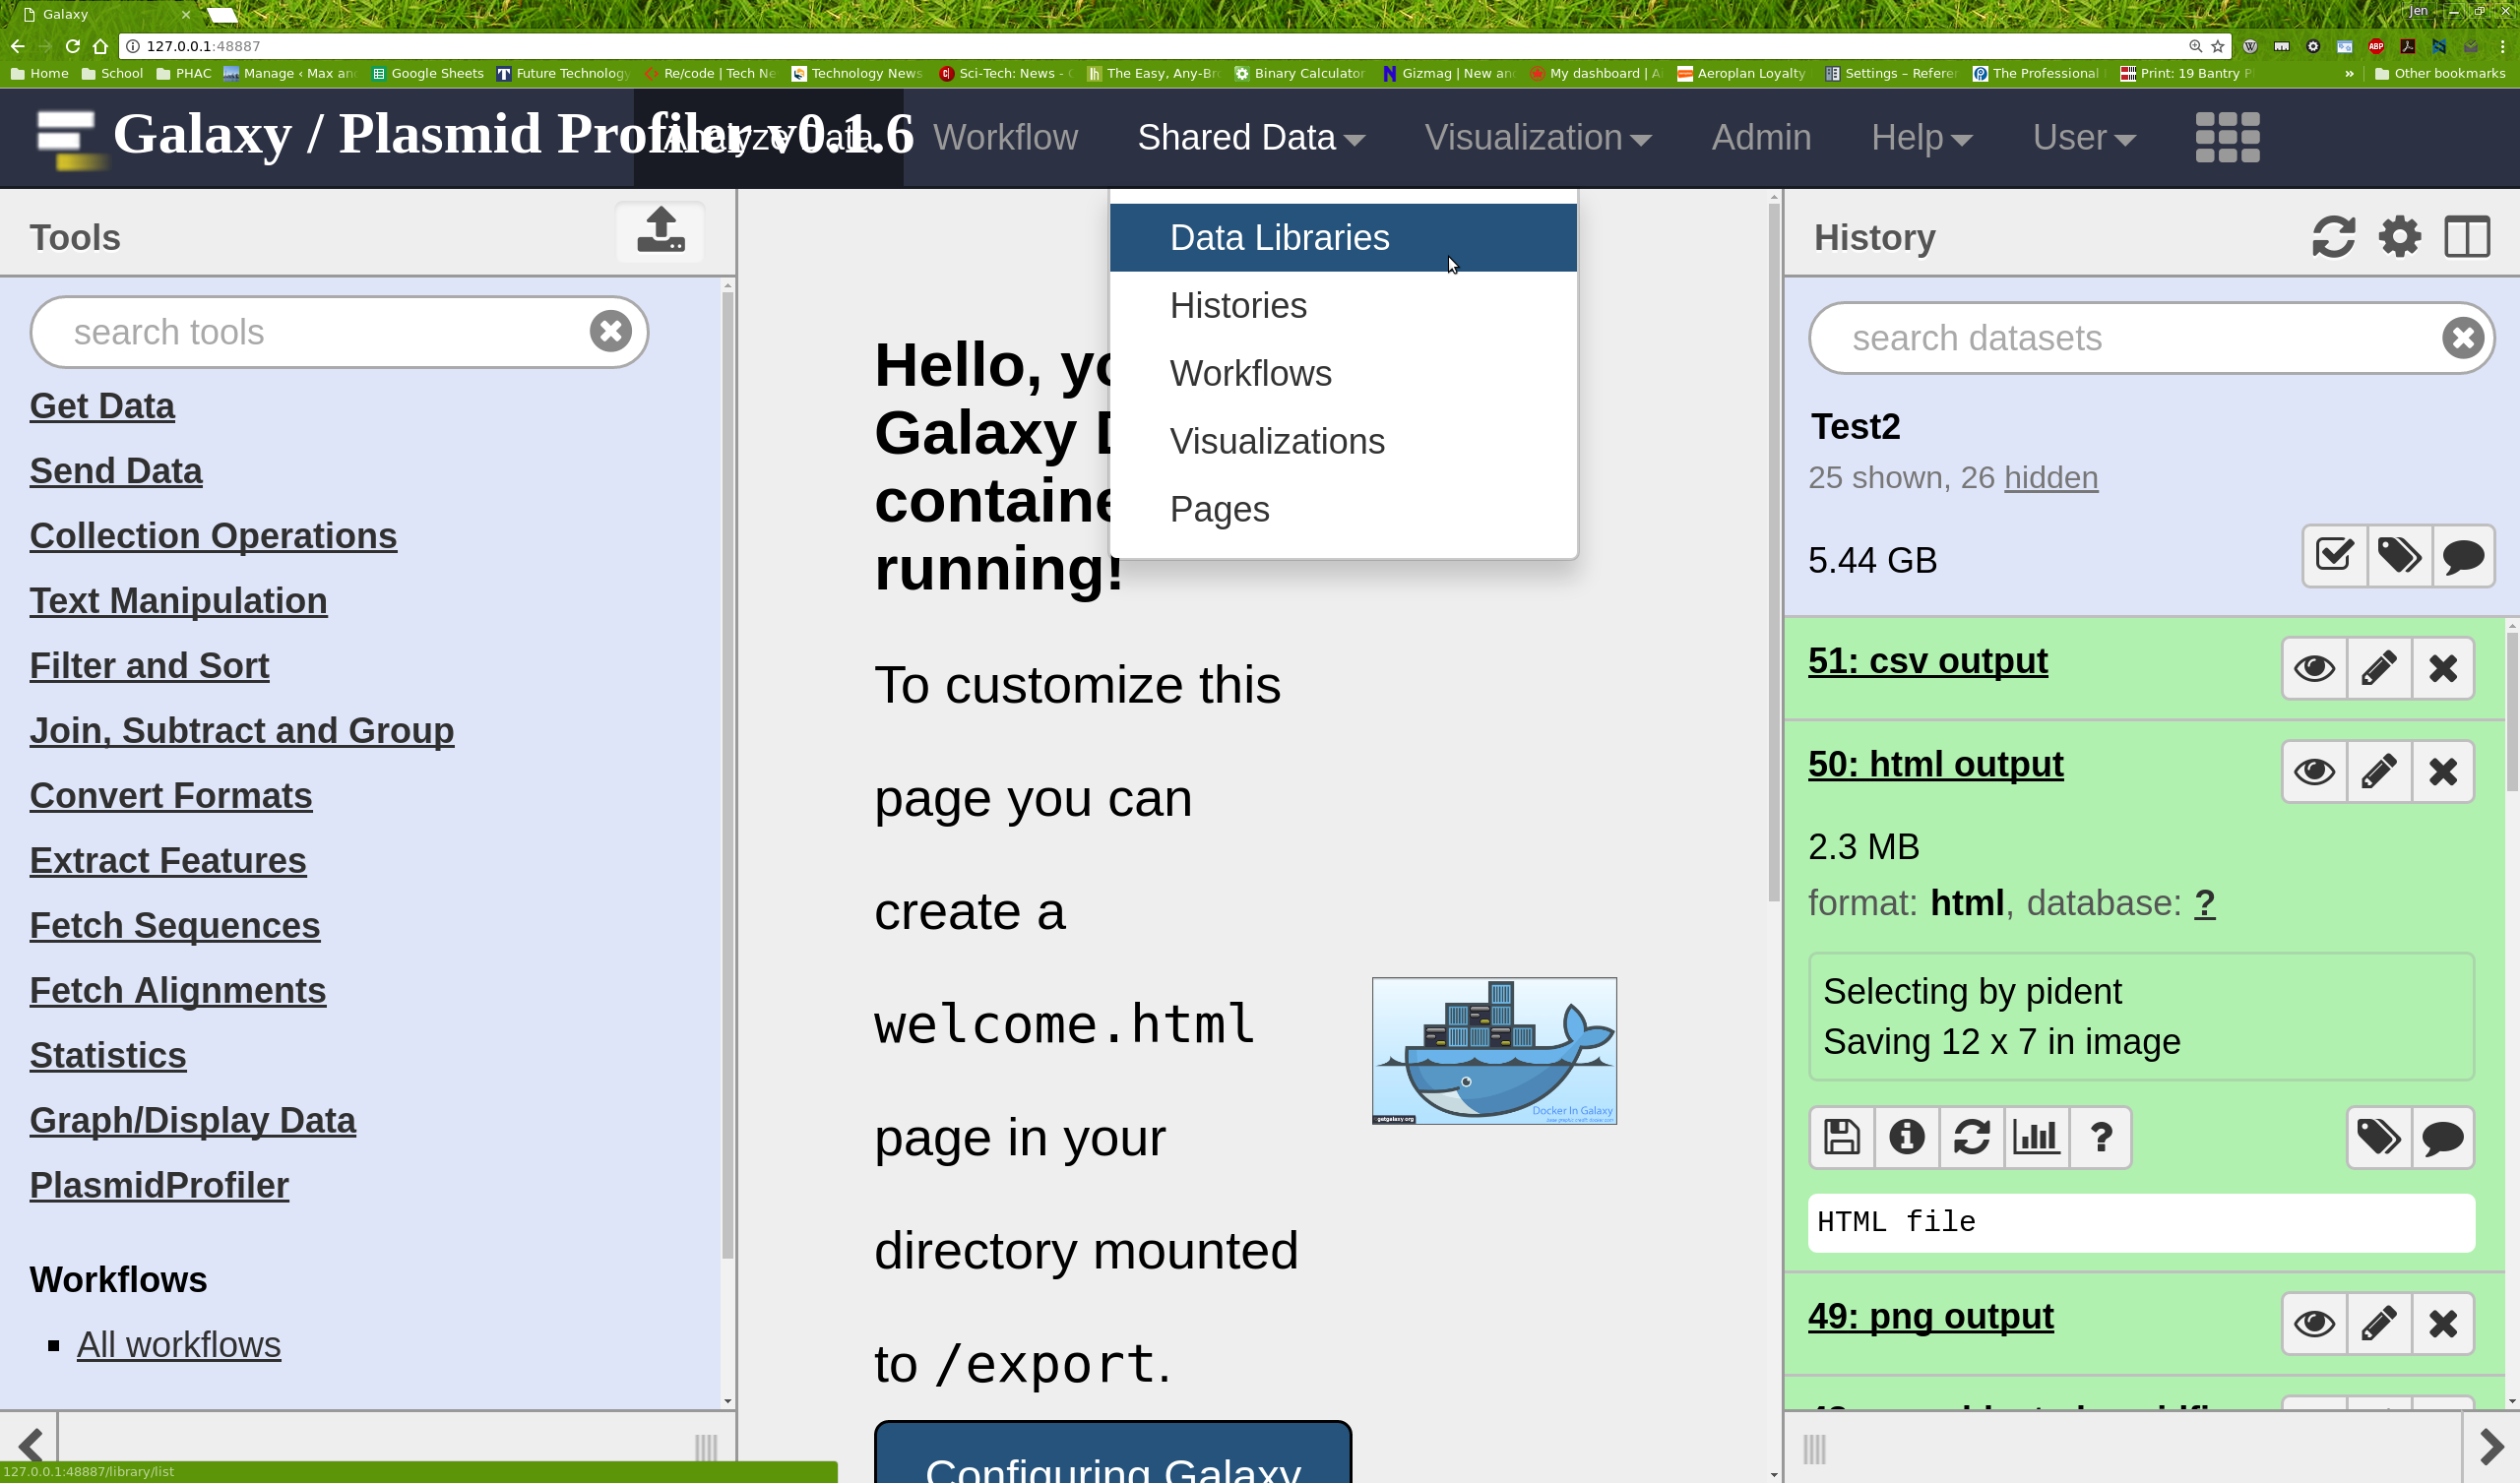 Galaxy
Jen
127.0.0.1:48887
Home
School
PHAC
Manage ‹ Max an
Google Sheets
Future Technology
Re/code | Tech Ne
Technology News
Sci-Tech: News - C
The Easy, Any-Br
Binary Calculator
Gizmag | New and
My dashboard | Ai
Aeroplan Loyalty
Settings – Refere
The Professional
Print: 19 Bantry P
»
Other bookmarks
Galaxy / Plasmid Profiler v0.1.6
Analyze Data
Workflow
Shared Data
Visualization
Admin
Help
User
Data Libraries
Histories
Workflows
Visualizations
Pages
Tools
search tools
Get Data
Send Data
Collection Operations
Text Manipulation
Filter and Sort
Join, Subtract and Group
Convert Formats
Extract Features
Fetch Sequences
Fetch Alignments
Statistics
Graph/Display Data
PlasmidProfiler
Workflows
All workflows
127.0.0.1:48887/library/list
Hello, yo
Galaxy D
containe
running!
To customize this
page you can
create a
welcome.html
page in your
directory mounted
to /export.
Docker In Galaxy
getgalaxy.org
Configuring Galaxy
History
search datasets
Test2
25 shown, 26 hidden
5.44 GB
51: csv output
50: html output
2.3 MB
format: html, database: ?
Selecting by pident
Saving 12 x 7 in image
?
HTML file
49: png output